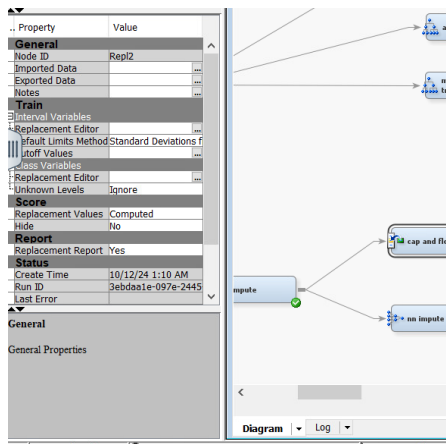 .. Property Value
General
Node ID Repl2
Imported Data ...
Exported Data ...
Notes ...
Train
Interval Variables
Replacement Editor ...
Default Limits Method Standard Deviations f
Cutoff Values ...
Class Variables
Replacement Editor ...
Unknown Levels Ignore
Score
Replacement Values Computed
Hide No
Report
Replacement Report Yes
Status
Create Time 10/12/24 1:10 AM
Run ID 3ebdaa1e-097e-2445
Last Error
General
General Properties
a
m
tr
mpute
cap and flo
nn impute
Diagram Log